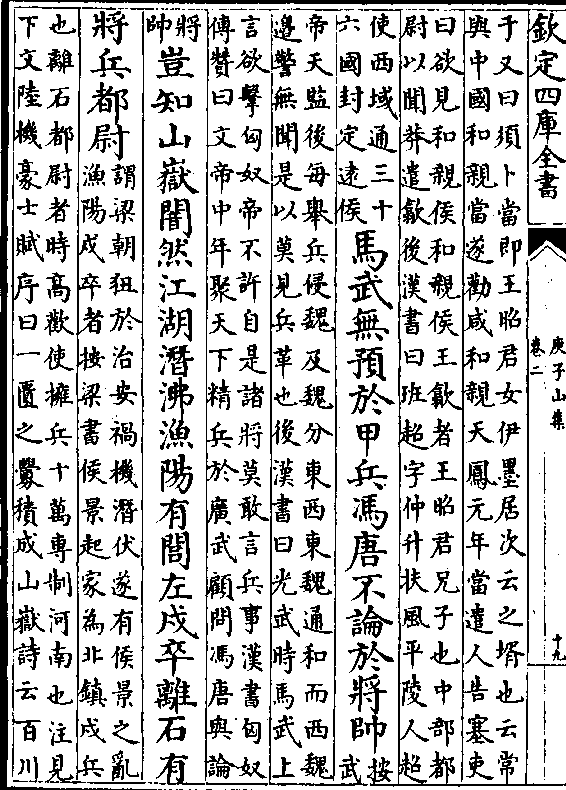 欽定四庫全書
庾子山集
卷二
十九
于又曰須卜當即王昭君女伊墨居次云之壻也云常
與中國和親當遂勸咸和親天鳳元年當遣人告塞吏
曰欲見和親侯和親侯王歙者王昭君兄子也中部都
尉以聞莽遣歙後漢書曰班超字仲升扶風平陵人超
使西域通三十
六國封定遠侯
馬武無預於甲兵馮唐不論於將帥
按
武
帝天監後每舉兵侵魏及魏分東西東魏通和而西魏
邊警無聞是以莫見兵革也後漢書曰光武時馬武上
言欲擊匈奴帝不許自是諸將莫敢言兵事漢書匈奴
傳贊曰文帝中年聚天下精兵於廣武顧問馮唐與論
將
帥
豈知山嶽闇然江湖潛沸漁陽有閭左戍卒離石有
將兵都尉
謂梁朝狃於治安禍機潛伏遂有侯景之亂
漁陽戍卒者按梁書侯景起家為北鎮戍兵
也離石都尉者時高歡使擁兵十萬專制河南也注見
下文陸機豪士賦序曰一匱之釁積成山嶽詩云百川